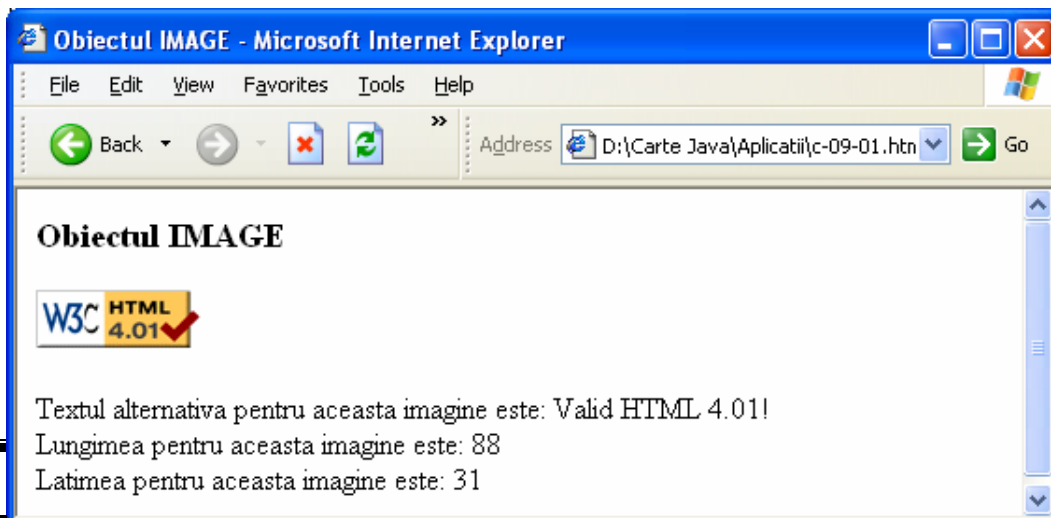 Obiectul IMAGE - Microsoft Internet Explorer
File Edit View Favorites Tools Help
Back » Address D:\Carte Java\Aplicatii\c-09-01.htn Go
Obiectul IMAGE
W3C HTML 4.01
Textul alternativa pentru aceasta imagine este: Valid HTML 4.01!
Lungimea pentru aceasta imagine este: 88
Latimea pentru aceasta imagine este: 31